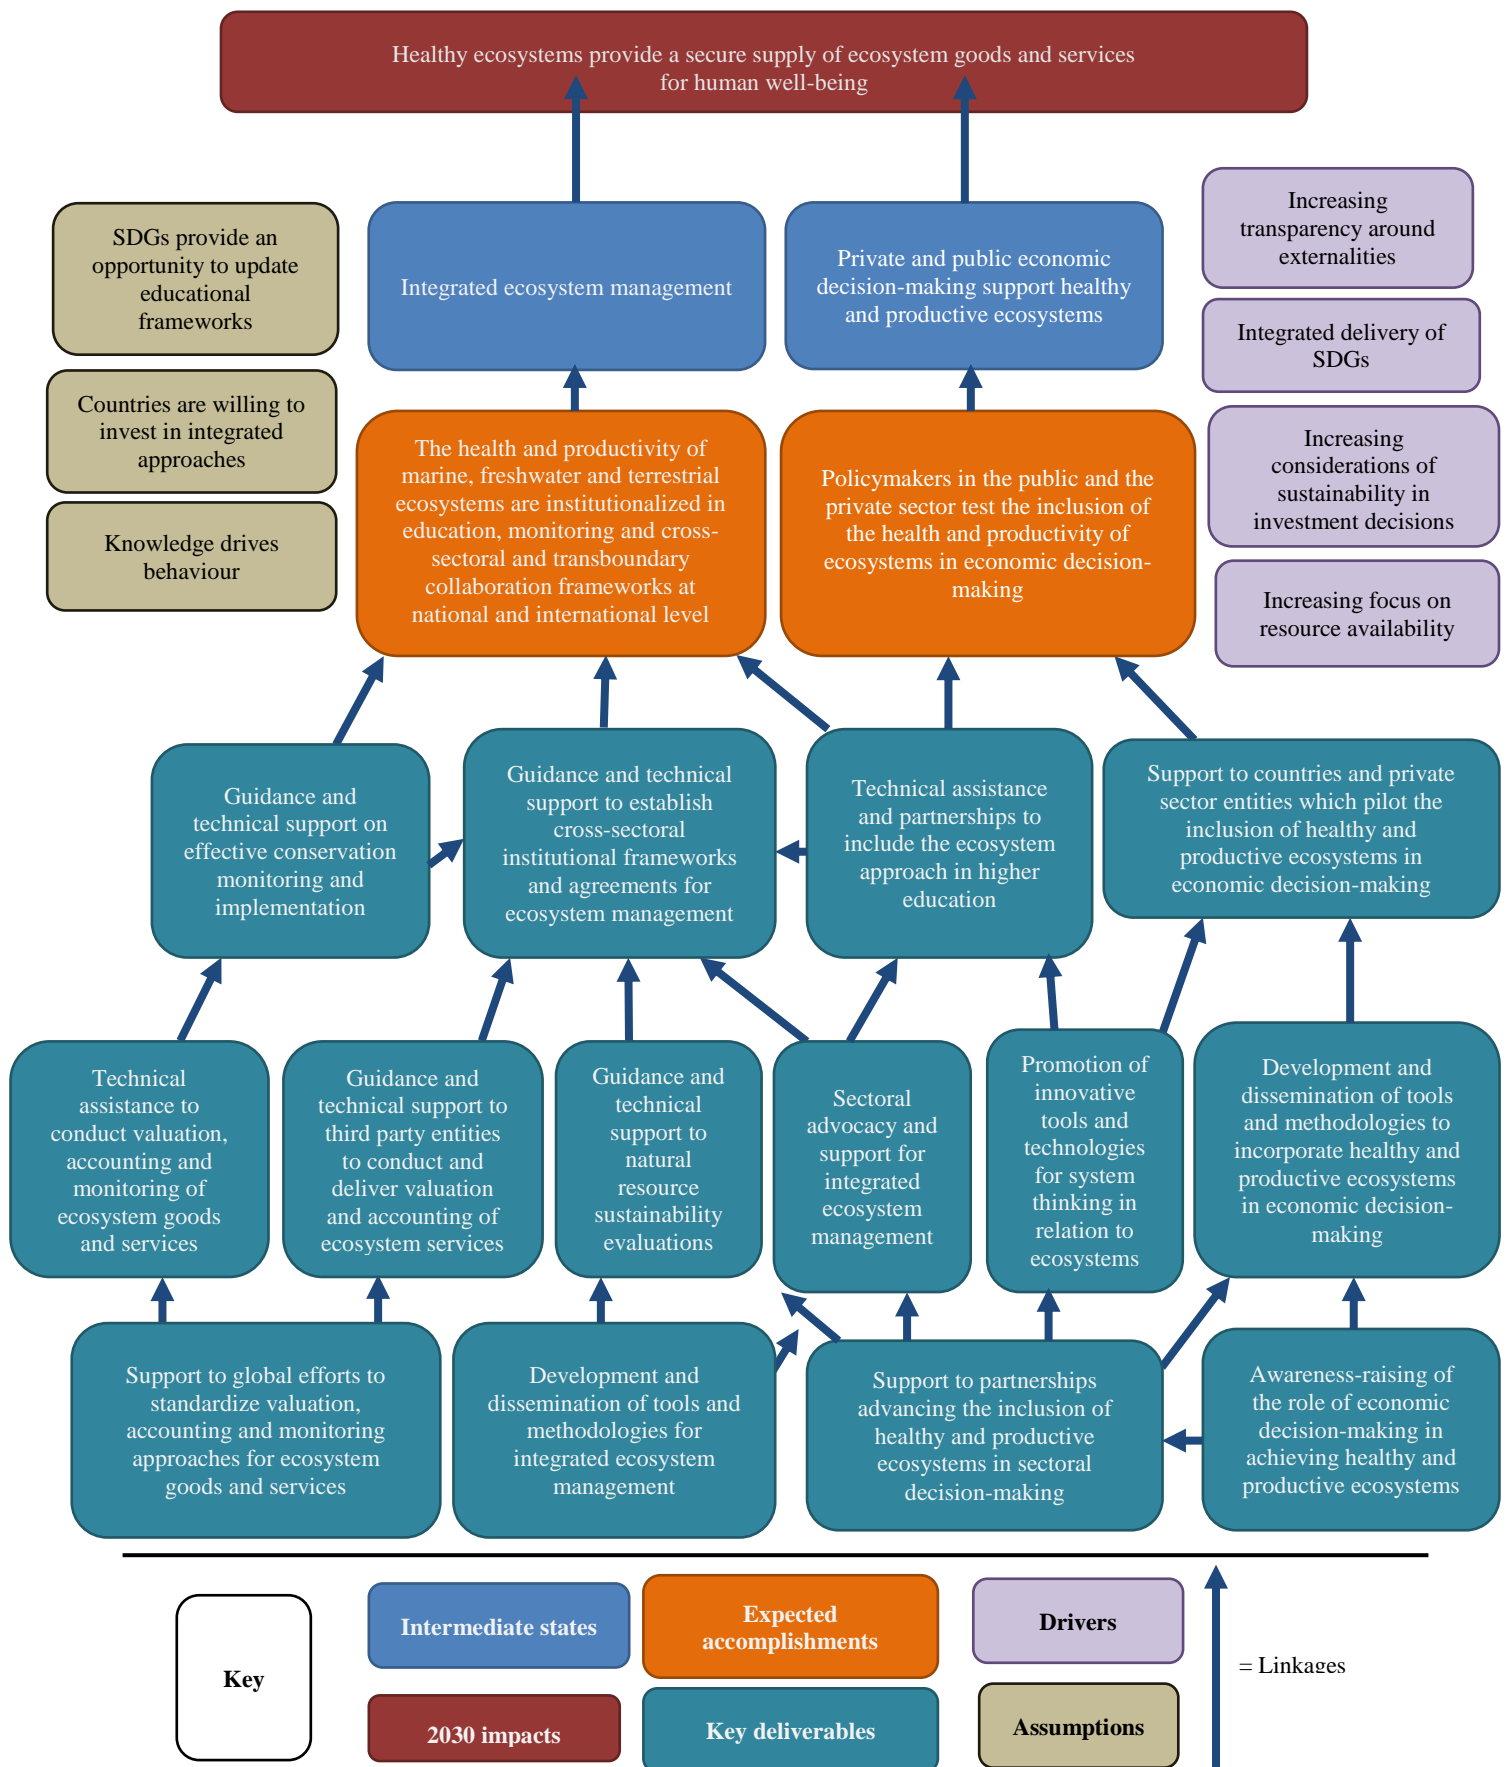 Healthy ecosystems provide a secure supply of ecosystem goods and services
for human well-being
SDGs provide an
opportunity to update
educational
frameworks
Countries are willing to
invest in integrated
approaches
Knowledge drives
behaviour
Integrated ecosystem management
Private and public economic
decision-making support healthy
and productive ecosystems
Increasing
transparency around
externalities
Integrated delivery of
SDGs
Increasing
considerations of
sustainability in
investment decisions
Increasing focus on
resource availability
The health and productivity of
marine, freshwater and terrestrial
ecosystems are institutionalized in
education, monitoring and cross-
sectoral and transboundary
collaboration frameworks at
national and international level
Policymakers in the public and the
private sector test the inclusion of
the health and productivity of
ecosystems in economic decision-
making
Guidance and
technical support on
effective conservation
monitoring and
implementation
Guidance and technical
support to establish
cross-sectoral
institutional frameworks
and agreements for
ecosystem management
Technical assistance
and partnerships to
include the ecosystem
approach in higher
education
Support to countries and private
sector entities which pilot the
inclusion of healthy and
productive ecosystems in
economic decision-making
Technical
assistance to
conduct valuation,
accounting and
monitoring of
ecosystem goods
and services
Guidance and
technical support to
third party entities
to conduct and
deliver valuation
and accounting of
ecosystem services
Guidance and
technical
support to
natural
resource
sustainability
evaluations
Sectoral
advocacy and
support for
integrated
ecosystem
management
Promotion of
innovative
tools and
technologies
for system
thinking in
relation to
ecosystems
Development and
dissemination of tools
and methodologies to
incorporate healthy and
productive ecosystems
in economic decision-
making
Support to global efforts to
standardize valuation,
accounting and monitoring
approaches for ecosystem
goods and services
Development and
dissemination of tools and
methodologies for
integrated ecosystem
management
Support to partnerships
advancing the inclusion of
healthy and productive
ecosystems in sectoral
decision-making
Awareness-raising of
the role of economic
decision-making in
achieving healthy and
productive ecosystems
Key
Intermediate states
Expected
accomplishments
Drivers
2030 impacts
Key deliverables
Assumptions
= Linkages